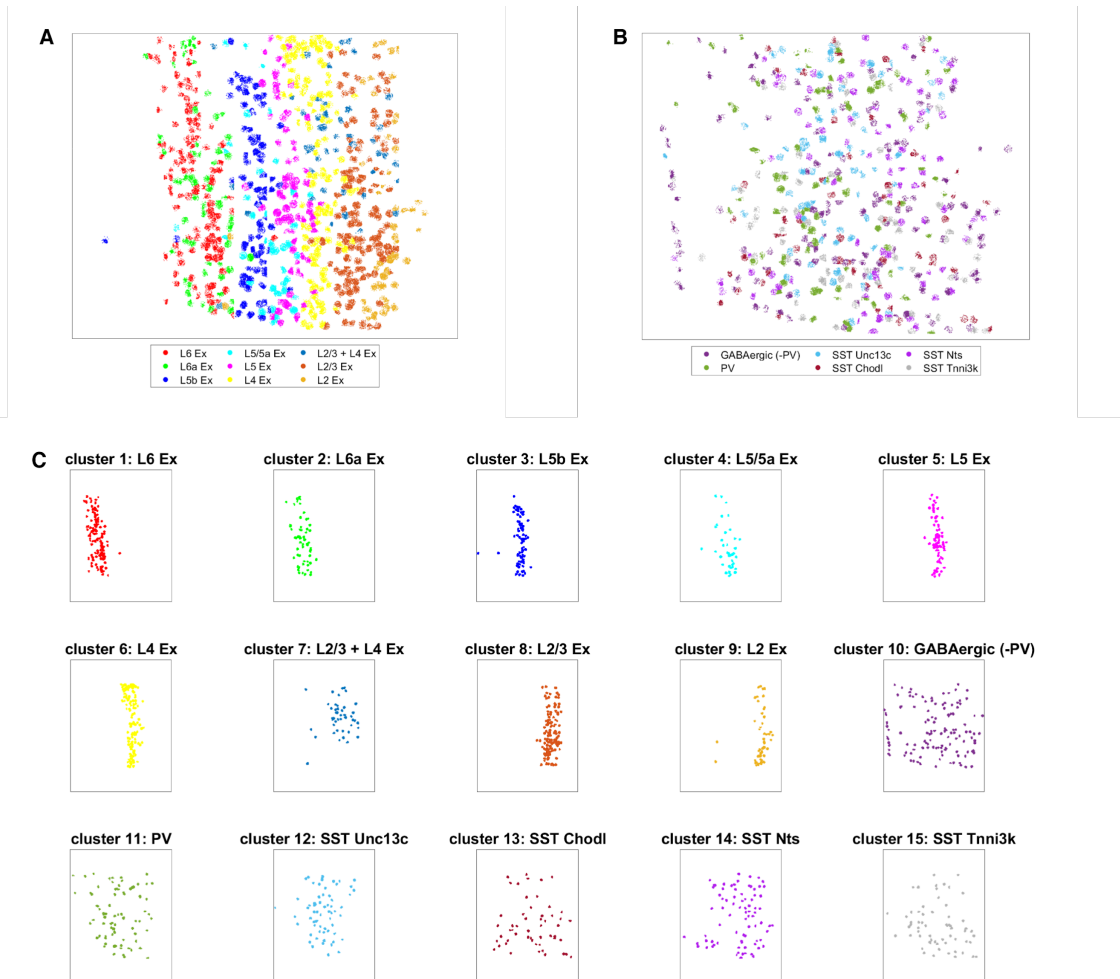 A
B
L6 Ex L5/5a Ex L2/3 + L4 Ex
L6a Ex L5 Ex L2/3 Ex
L5b Ex L4 Ex L2 Ex
GABAergic (-PV) SST Unc13c SST Nts
PV SST Chodl SST Tnni3k
C
cluster 1: L6 Ex
cluster 2: L6a Ex
cluster 3: L5b Ex
cluster 4: L5/5a Ex
cluster 5: L5 Ex
cluster 6: L4 Ex
cluster 7: L2/3 + L4 Ex
cluster 8: L2/3 Ex
cluster 9: L2 Ex
cluster 10: GABAergic (-PV)
cluster 11: PV
cluster 12: SST Unc13c
cluster 13: SST Chodl
cluster 14: SST Nts
cluster 15: SST Tnni3k